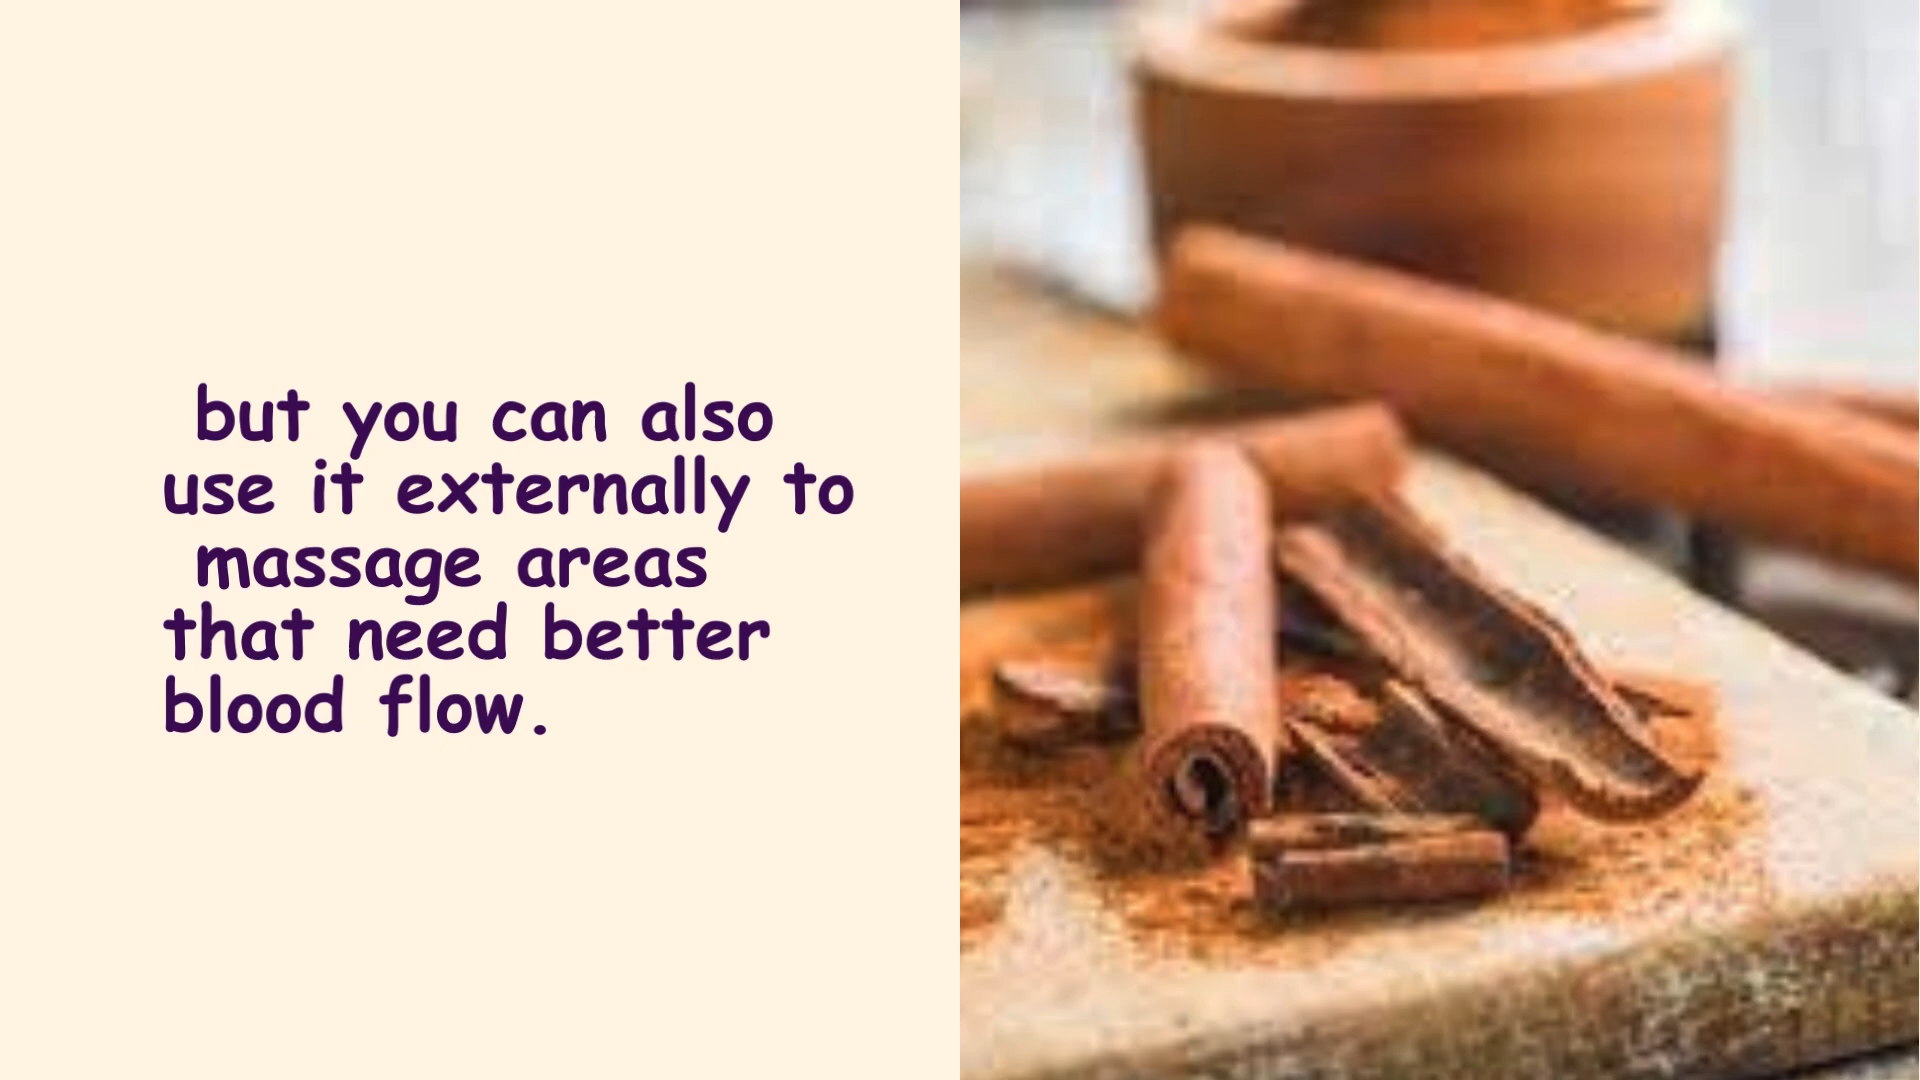 but you can also
use it externally to
massage areas
that need better
blood flow.